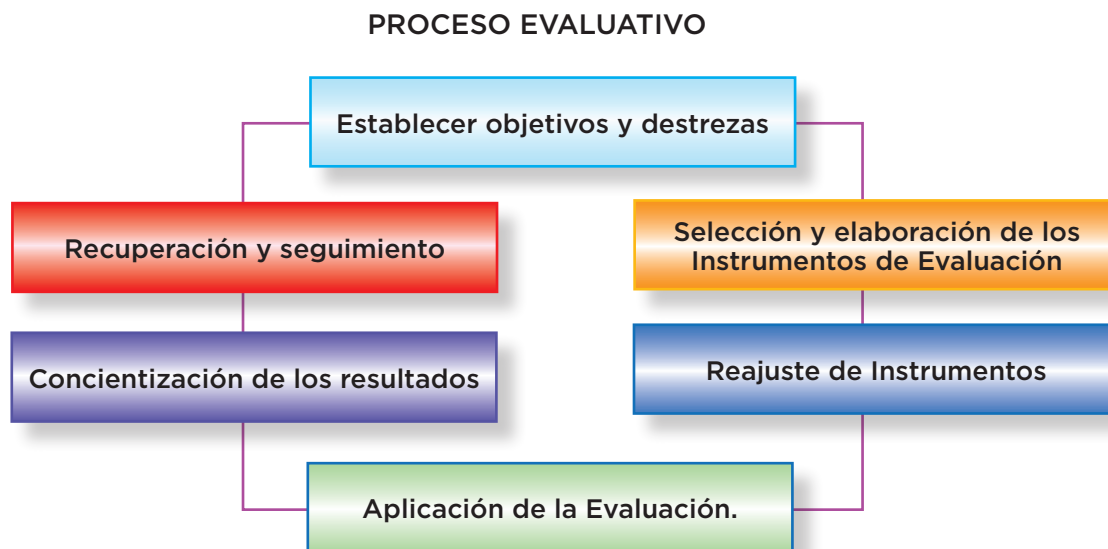 PROCESO EVALUATIVO
Establecer objetivos y destrezas
Recuperación y seguimiento
Selección y elaboración de los
Instrumentos de Evaluación
Concientización de los resultados
Reajuste de Instrumentos
Aplicación de la Evaluación.